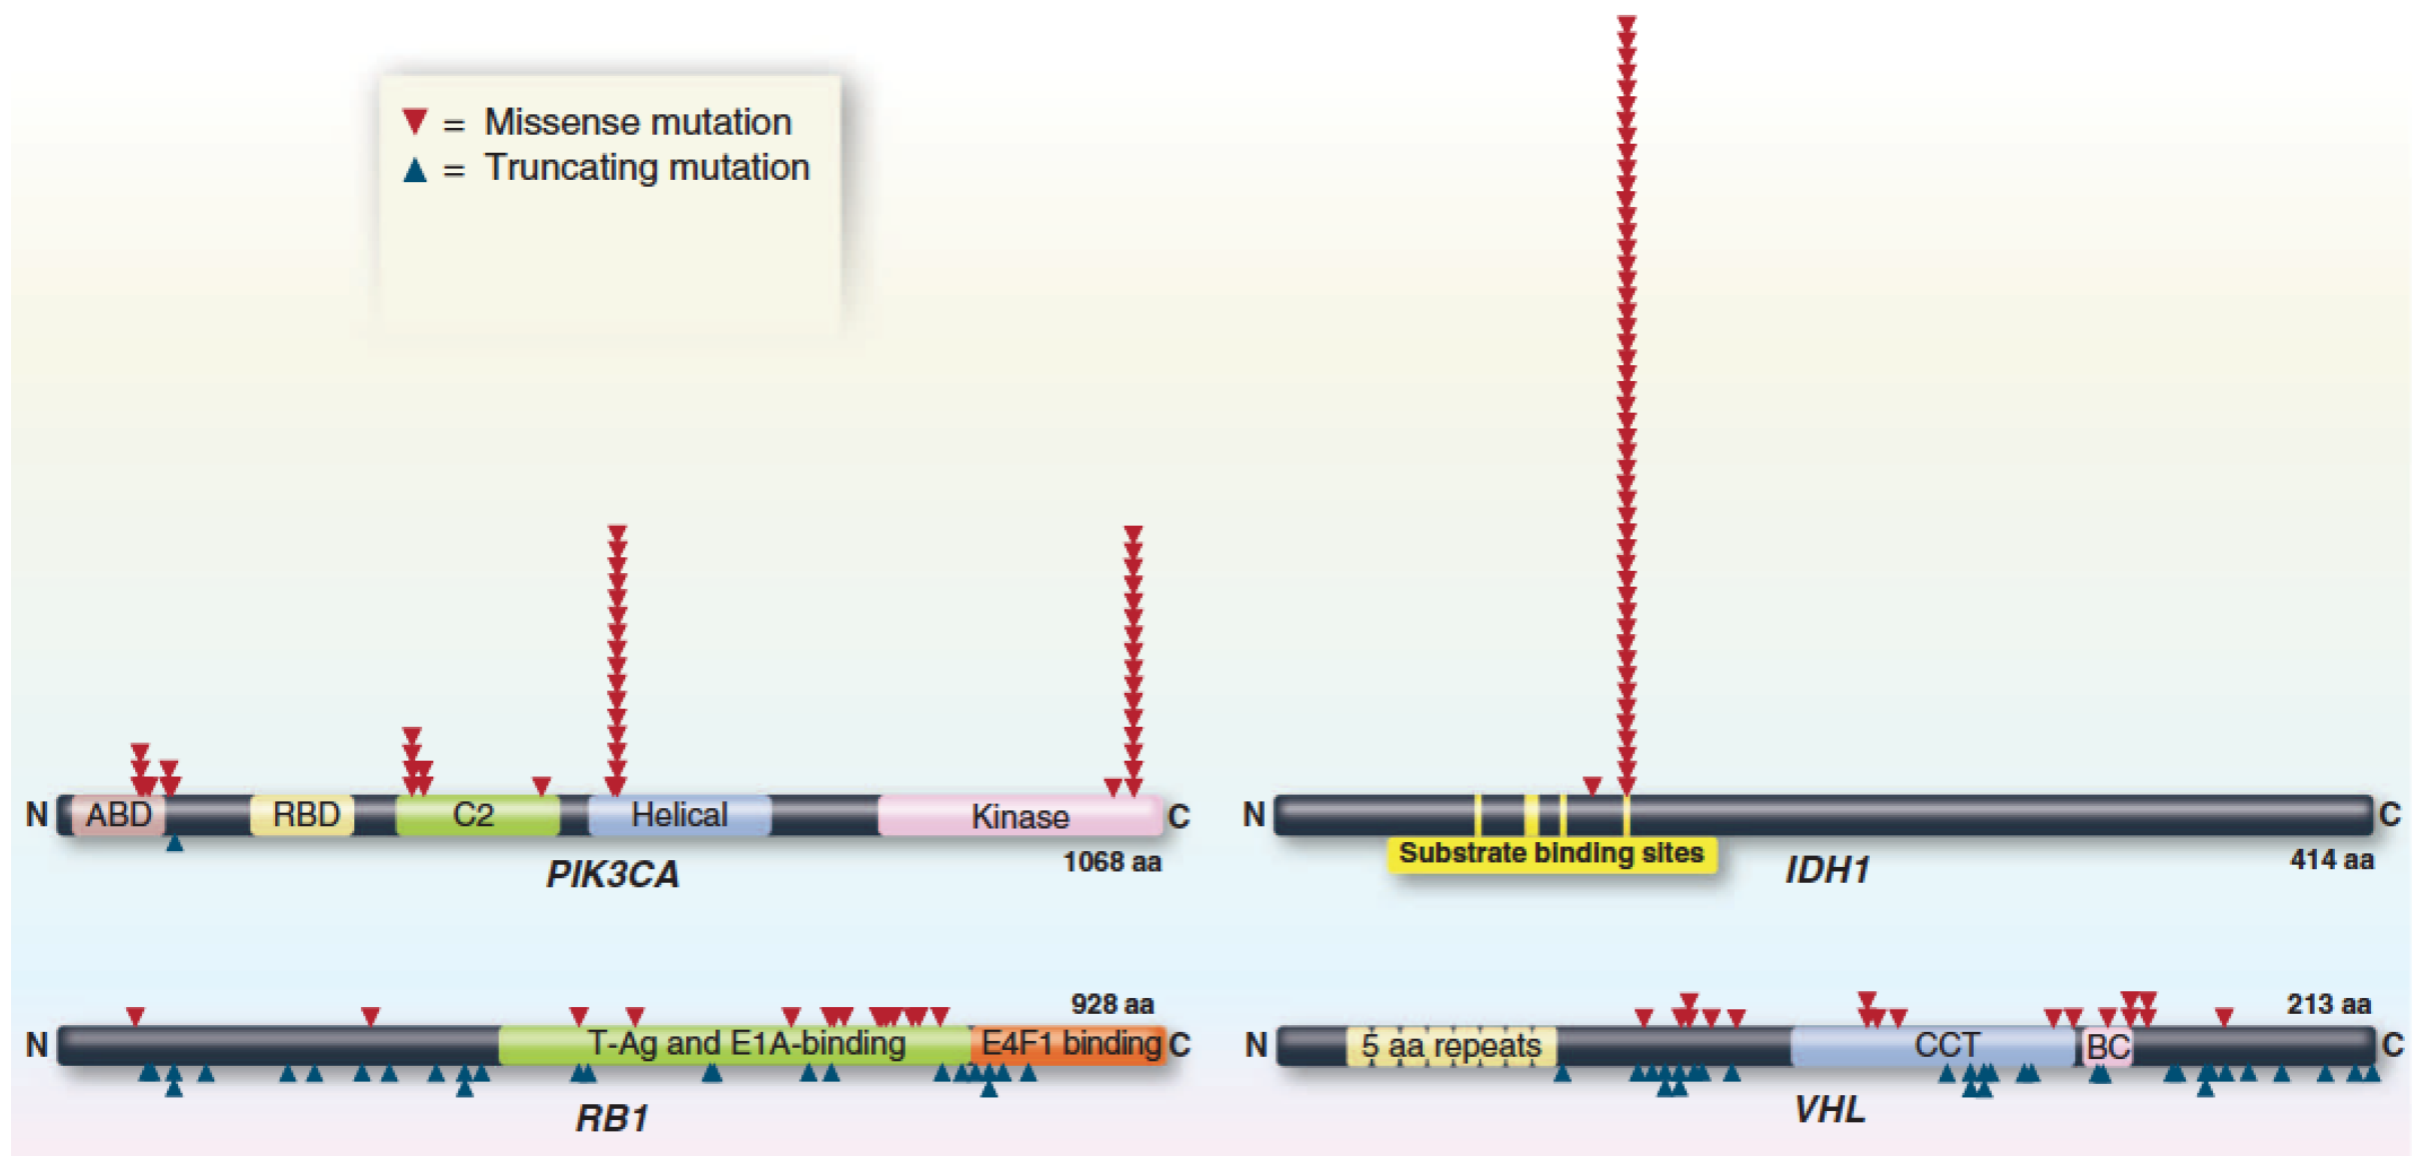 = Missense mutation
= Truncating mutation
N ABD RBD C2 Helical Kinase C
1068 aa
PIK3CA
N C
Substrate binding sites
414 aa
IDH1
928 aa
N T-Ag and E1A-binding E4F1 binding C
RB1
213 aa
N 5 aa repeats CCT BC C
VHL